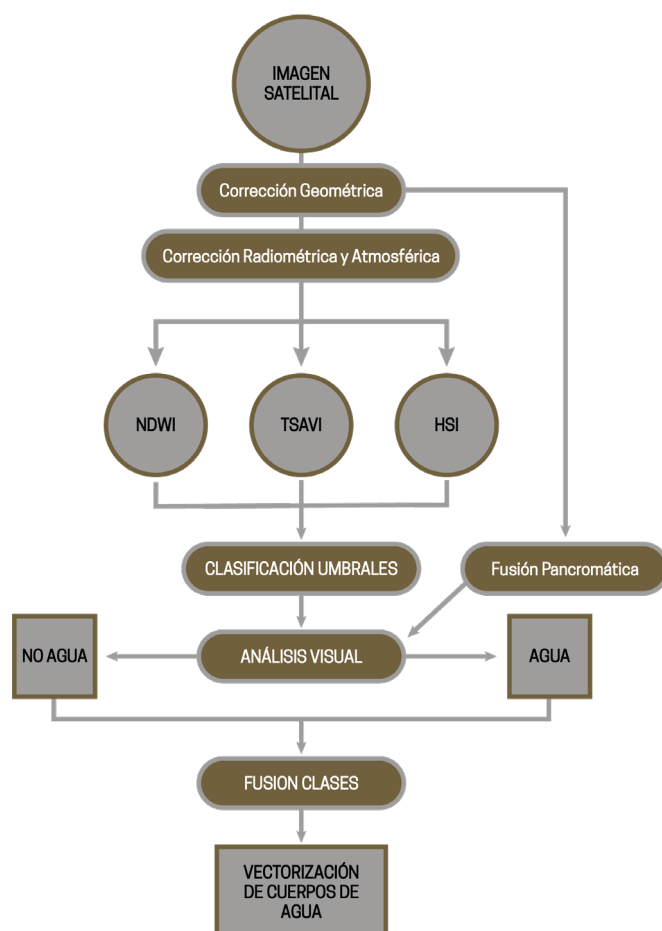 IMAGEN
SATELITAL
Corrección Geométrica
Corrección Radiométrica y Atmosférica
NDWI
TSAVI
HSI
CLASIFICACIÓN UMBRALES
Fusión Pancromática
NO AGUA
ANÁLISIS VISUAL
AGUA
FUSION CLASES
VECTORIZACIÓN
DE CUERPOS DE
AGUA